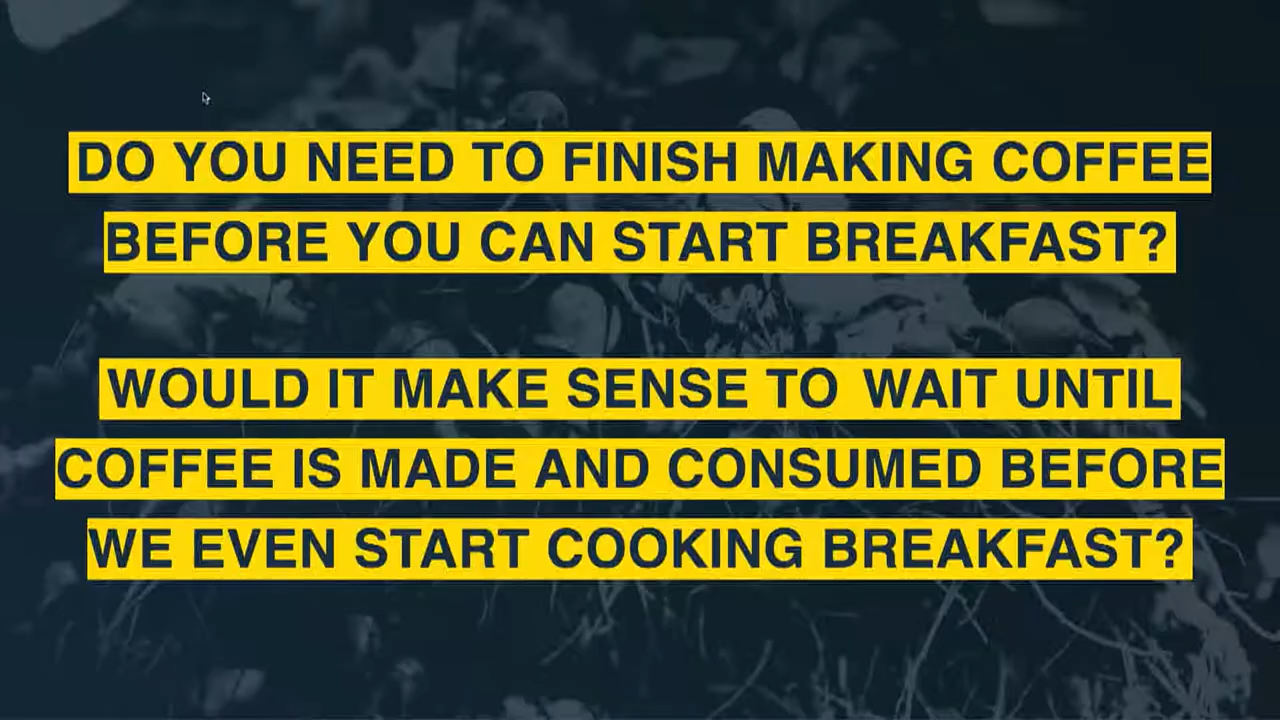 DO YOU NEED TO FINISH MAKING COFFEE
BEFORE YOU CAN START BREAKFAST?
WOULD IT MAKE SENSE TO WAIT UNTIL
COFFEE IS MADE AND CONSUMED BEFORE
WE EVEN START COOKING BREAKFAST?